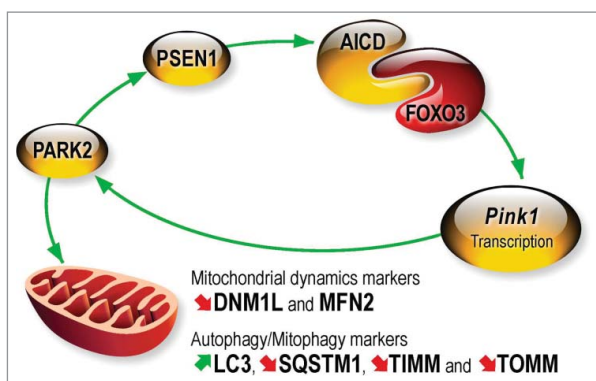 PSEN1
AICD
FOXO3
PARK2
Pink1
Transcription
Mitochondrial dynamics markers
DNM1L and MFN2
Autophagy/Mitophagy markers
LC3, SQSTM1, TIMM and TOMM